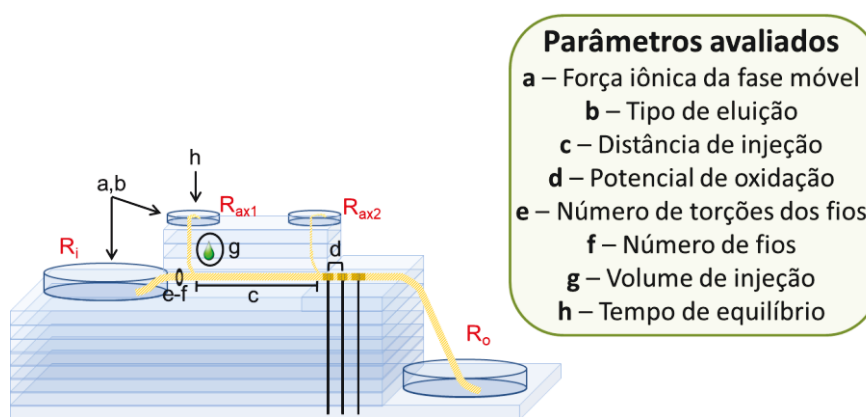 Parâmetros avaliados
a – Força iônica da fase móvel
b – Tipo de eluição
c – Distância de injeção
d – Potencial de oxidação
e – Número de torções dos fios
f – Número de fios
g – Volume de injeção
h – Tempo de equilíbrio
h
a,b
Rax1
Rax2
Ri
g
d
e-f
c
Ro